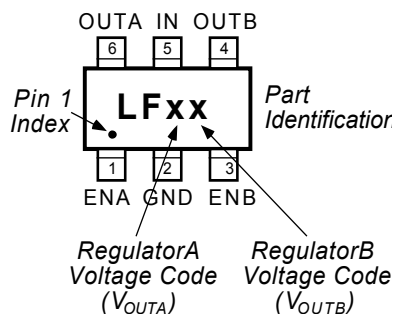 OUTA IN OUTB
6 5 4
Pin 1
Index
LFxx
Part
Identification
1 2 3
ENA GND ENB
RegulatorA
Voltage Code
(VOUTA)
RegulatorB
Voltage Code
(VOUTB)